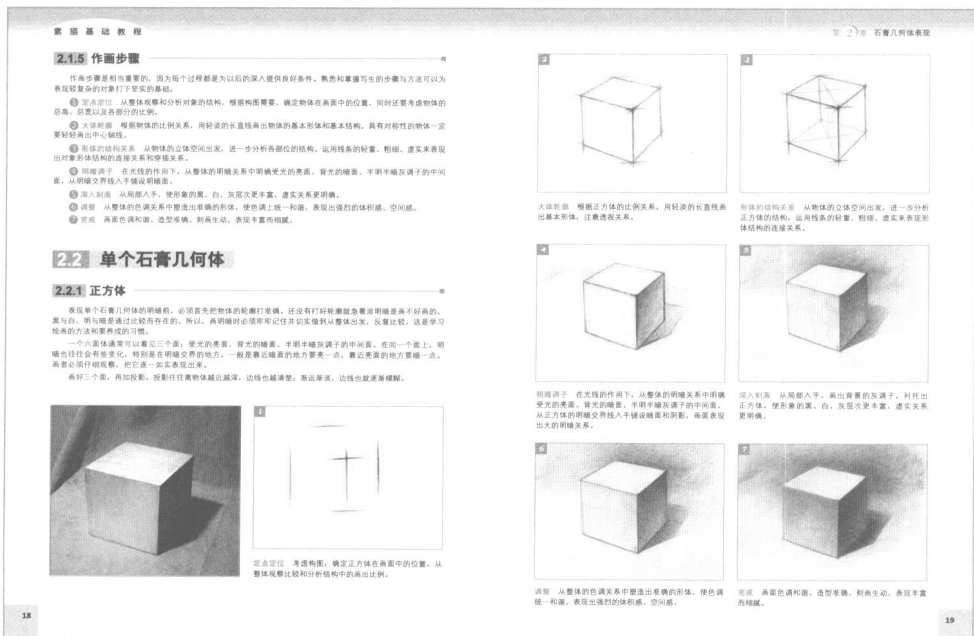 素描基础教程
2.1.5 作画步骤
作画步骤是相当重要的，因为每个过程都是为以后的深入提供良好条件，熟悉和掌握写生的步骤与方法可以为
表现较复杂的对象打下坚实的基础。
① 定点定位 从整体观察和分析对象的结构，根据构图需要，确定物体在画面中的位置，同时还要考虑物体的
总高、总宽以及各部分的比例。
② 大体轮廓 根据物体的比例关系，用轻淡的长直线画出物体的基本形体和基本结构。具有对称性的物体一定
要轻轻画出中心轴线。
③ 形体的结构关系 从物体的立体空间出发，进一步分析各部位的结构。运用线条的轻重、粗细、虚实来表现
出对象形体结构的连接关系和穿插关系。
④ 明暗调子 在光线的作用下，从整体的明暗关系中明确受光的亮面、背光的暗面、半明半暗灰调子的中间
面，从明暗交界线入手铺设明暗面。
⑤ 深入刻画 从局部入手，使形象的黑、白、灰层次更丰富，虚实关系更明确。
⑥ 调整 从整体的色调关系中塑造出准确的形体，使色调上统一和谐，表现出强烈的体积感、空间感。
⑦ 完成 画面色调和谐、造型准确、刻画生动、表现丰富而细腻。
2.2 单个石膏几何体
2.2.1 正方体
表现单个石膏几何体的明暗前，必须首先把物体的轮廓打准确，还没有打好轮廓就急着涂明暗是画不好画的。
黑与白、明与暗是通过比较而存在的。所以，画明暗时必须牢牢记住并切实做到从整体出发，反复比较，这是学习
绘画的方法和要养成的习惯。
一个六面体通常可以看见三个面：受光的亮面、背光的暗面、半明半暗灰调子的中间面。在同一个面上，明
暗也往往会有些变化，特别是在明暗交界的地方，一般是靠近暗面的地方要亮一点，靠近亮面的地方要暗一点。
画者必须仔细观察，把它逐一如实表现出来。
画好三个面，再加投影。投影往往离物体越近越深，边线也越清楚；渐远渐淡，边线也就逐渐模糊。
1
定点定位 考虑构图，确定正方体在画面中的位置，从
整体观察比较和分析结构中的画出比例。
18
第2课 石膏几何体表现
2
3
大体轮廓 根据正方体的比例关系，用轻淡的长直线画
出基本形体，注意透视关系。
形体的结构关系 从物体的立体空间出发，进一步分析
正方体的结构。运用线条的轻重、粗细、虚实来表现形
体结构的连接关系。
4
5
明暗调子 在光线的作用下，从整体的明暗关系中明确
受光的亮面、背光的暗面、半明半暗灰调子的中间面。
从正方体的明暗交界线入手铺设暗面和阴影，画面表现
出大的明暗关系。
深入刻画 从局部入手，画出背景的灰调子，衬托出
正方体，使形象的黑、白、灰层次更丰富，虚实关系
更明确。
6
7
调整 从整体的色调关系中塑造出准确的形体，使色调
统一和谐，表现出强烈的体积感、空间感。
完成 画面色调和谐、造型准确、刻画生动、表现丰富
而细腻。
19